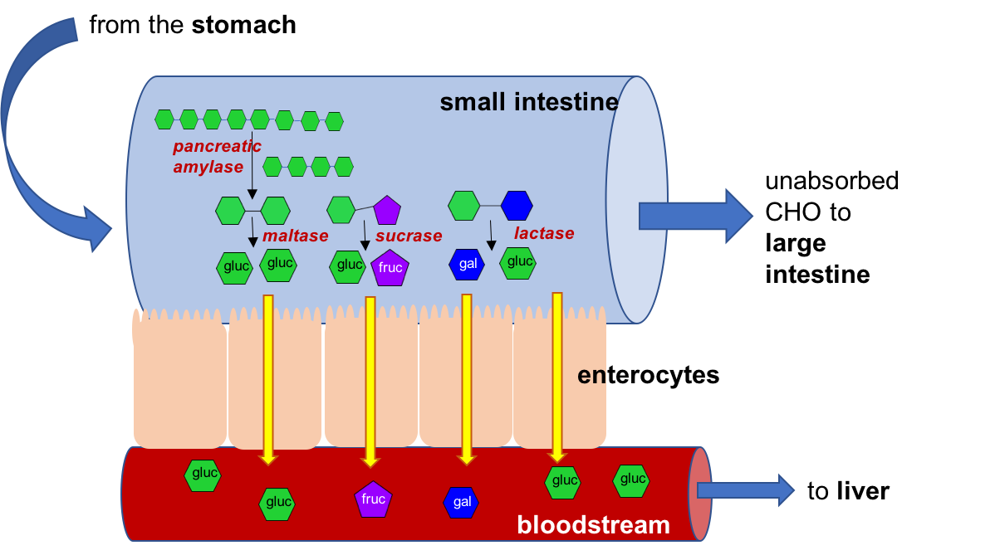 from the stomach
small intestine
pancreatic
amylase
maltase
sucrase
lactase
gluc
gluc
gluc
fruc
gal
gluc
unabsorbed
CHO to
large
intestine
enterocytes
gluc
gluc
fruc
gal
gluc
gluc
bloodstream
to liver